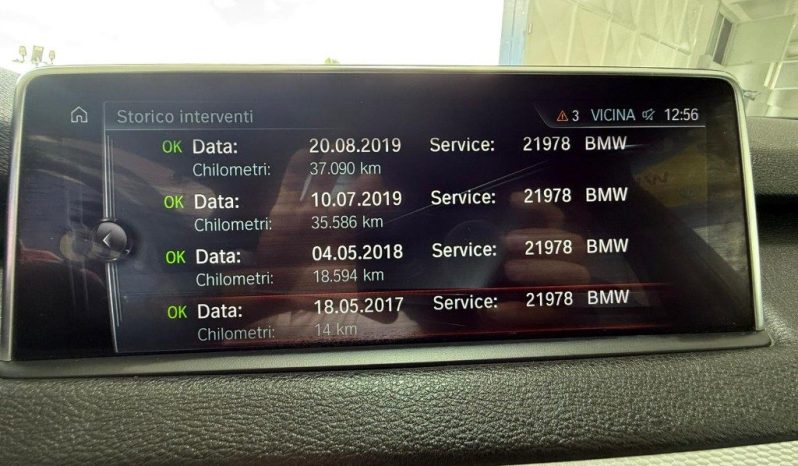 Storico interventi 3 VICINA 12:56
OK Data: 20.08.2019 Service: 21978 BMW
Chilometri: 37.090 km
OK Data: 10.07.2019 Service: 21978 BMW
Chilometri: 35.586 km
OK Data: 04.05.2018 Service: 21978 BMW
Chilometri: 18.594 km
OK Data: 18.05.2017 Service: 21978 BMW
Chilometri: 14 km